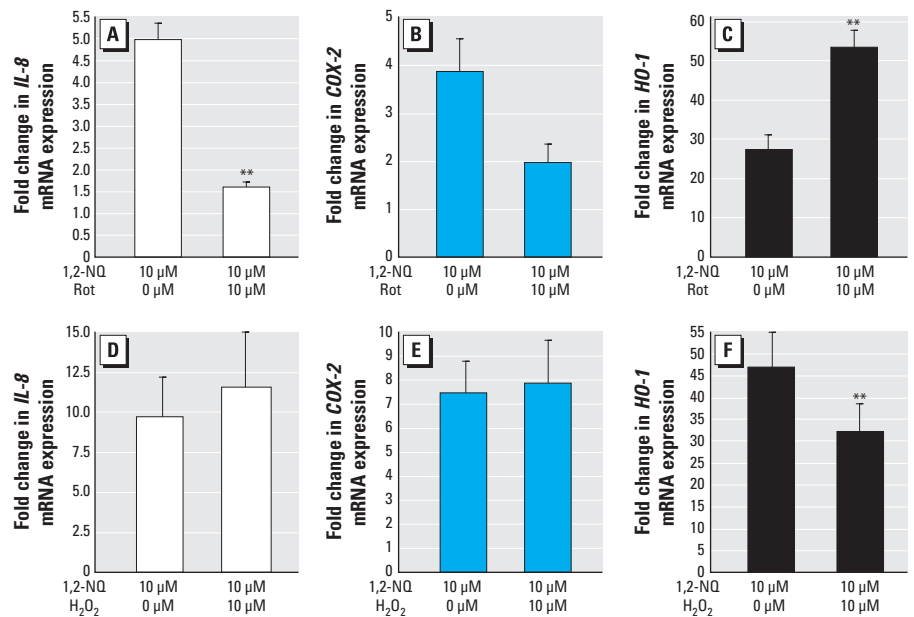 A
Fold change in IL-8
mRNA expression
5.5
5.0
4.5
4.0
3.5
3.0
2.5
2.0
1.5
1.0
0.5
0
**
1,2-NQ 10 µM 10 µM
Rot 0 µM 10 µM
B
Fold change in COX-2
mRNA expression
5
4
3
2
1
0
10 µM 10 µM
0 µM 10 µM
C
Fold change in HO-1
mRNA expression
60
50
40
30
20
10
0
**
1,2-NQ 10 µM 10 µM
Rot 0 µM 10 µM
D
Fold change in IL-8
mRNA expression
15.0
12.5
10.0
7.5
5.0
2.5
0.0
1,2-NQ 10 µM 10 µM
H₂O₂ 0 µM 10 µM
E
Fold change in COX-2
mRNA expression
10
9
8
7
6
5
4
3
2
1
0
1,2-NQ 10 µM 10 µM
H₂O₂ 0 µM 10 µM
F
Fold change in HO-1
mRNA expression
55
50
45
40
35
30
25
20
15
10
5
0
**
1,2-NQ 10 µM 10 µM
H₂O₂ 0 µM 10 µM